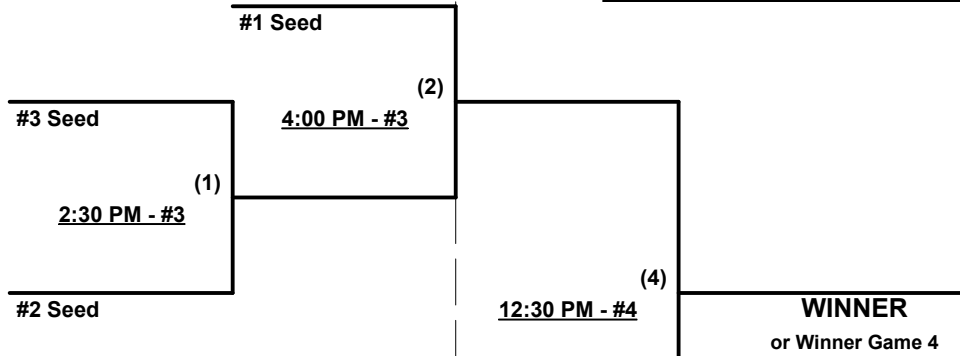 #1 Seed
(2)
#3 Seed
4:00 PM - #3
(1)
2:30 PM - #3
(4)
#2 Seed
12:30 PM - #4
WINNER
or Winner Game 4